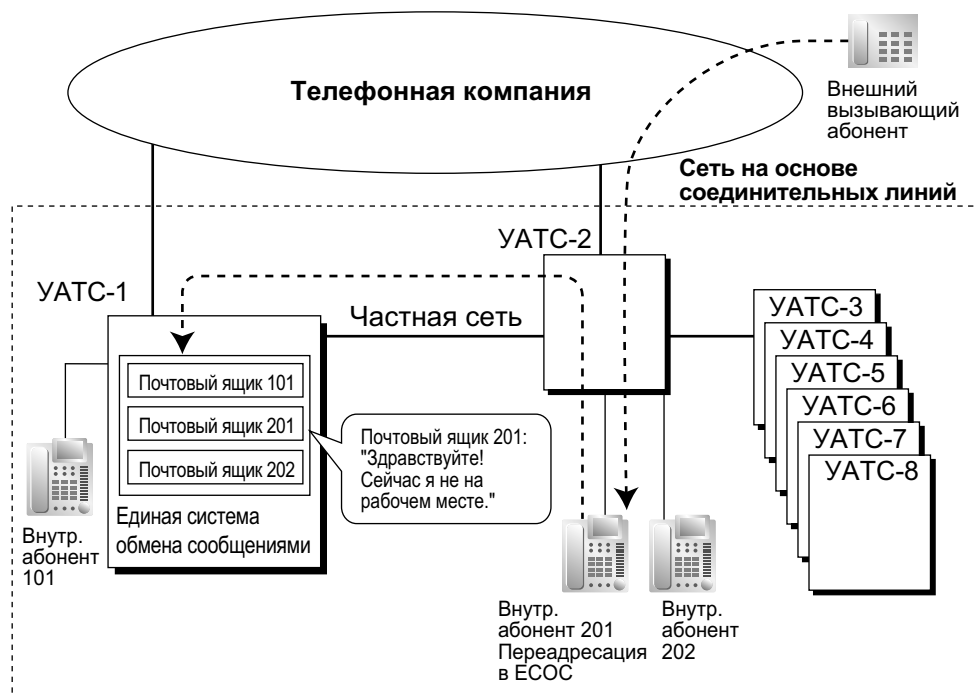 Телефонная компания
Внешний
вызывающий
абонент
Сеть на основе
соединительных линий
УАТС-2
УАТС-1
Частная сеть
УАТС-3
УАТС-4
УАТС-5
УАТС-6
УАТС-7
УАТС-8
Почтовый ящик 101
Почтовый ящик 201
Почтовый ящик 202
Почтовый ящик 201:
"Здравствуйте!
Сейчас я не на
рабочем месте."
Единая система
обмена сообщениями
Внутр.
абонент
101
Внутр.
абонент 201
Переадресация
в ЕСОС
Внутр.
абонент
202